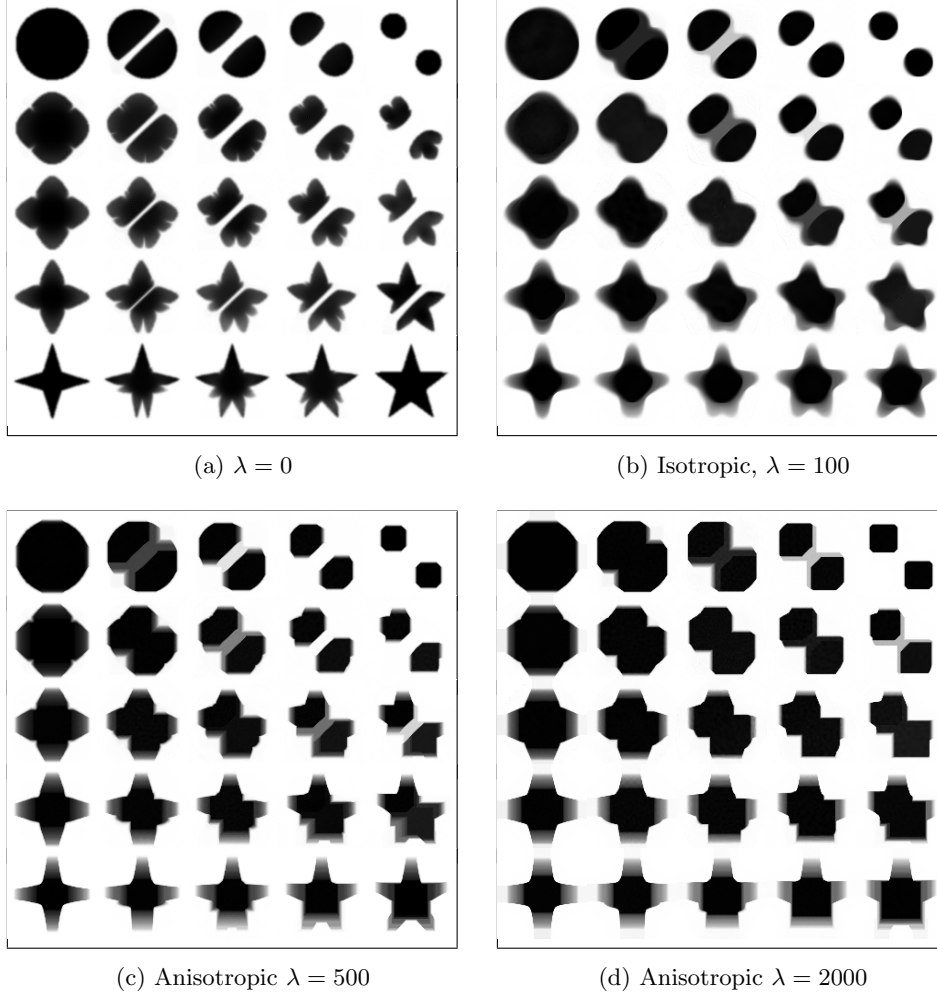 (a) λ = 0
(b) Isotropic, λ = 100
(c) Anisotropic λ = 500
(d) Anisotropic λ = 2000